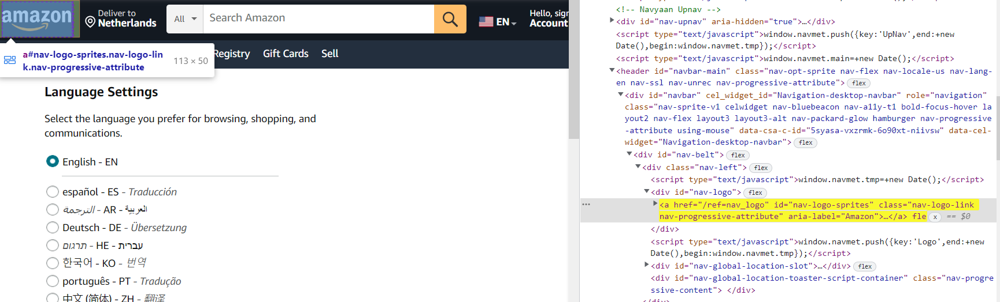 amazon
Deliver to
Netherlands
All
Search Amazon
EN
Hello, sign
Account
a#nav-logo-sprites.nav-logo-lin
k.nav-progressive-attribute
113 × 50
Registry
Gift Cards
Sell
Language Settings
Select the language you prefer for browsing, shopping, and
communications.
English - EN
español - ES - Traducción
العربية - AR - الترجمة
Deutsch - DE - Übersetzung
עברית - HE - תרגום
한국어 - KO - 번역
português - PT - Tradução
中文 (简体) - ZH - 翻译
<!-- Navyaan Upnav -->
<div id="nav-upnav" aria-hidden="true">…</div>
<script type="text/javascript">window.navmet.push({key:'UpNav',end:+new
Date(),begin:window.navmet.tmp});</script>
<script type="text/javascript">window.navmet.main=+new Date();</script>
<header id="navbar-main" class="nav-opt-sprite nav-flex nav-locale-us nav-lang-
en nav-ssl nav-unrec nav-progressive-attribute"> flex
<div id="navbar" cel_widget_id="Navigation-desktop-navbar" role="navigation"
class="nav-sprite-v1 celwidget nav-bluebeacon nav-a11y-t1 bold-focus-hover la
yout2 nav-flex layout3 layout3-alt nav-packard-glow hamburger nav-progressive
-attribute using-mouse" data-csa-c-id="5syasa-vxzrmk-6o90xt-niivsw" data-cel-
widget="Navigation-desktop-navbar"> flex
<div id="nav-belt"> flex
<div class="nav-left"> flex
<script type="text/javascript">window.navmet.tmp=+new Date();</script>
<div id="nav-logo"> flex
… <a href="/ref=nav_logo" id="nav-logo-sprites" class="nav-logo-link
nav-progressive-attribute" aria-label="Amazon">…</a> fle x == $0
</div>
<script type="text/javascript">window.navmet.push({key:'Logo',end:+new
Date(),begin:window.navmet.tmp});</script>
<div id="nav-global-location-slot">…</div> flex
<div id="nav-global-location-toaster-script-container" class="nav-progre
ssive-content"> </div>
</div>